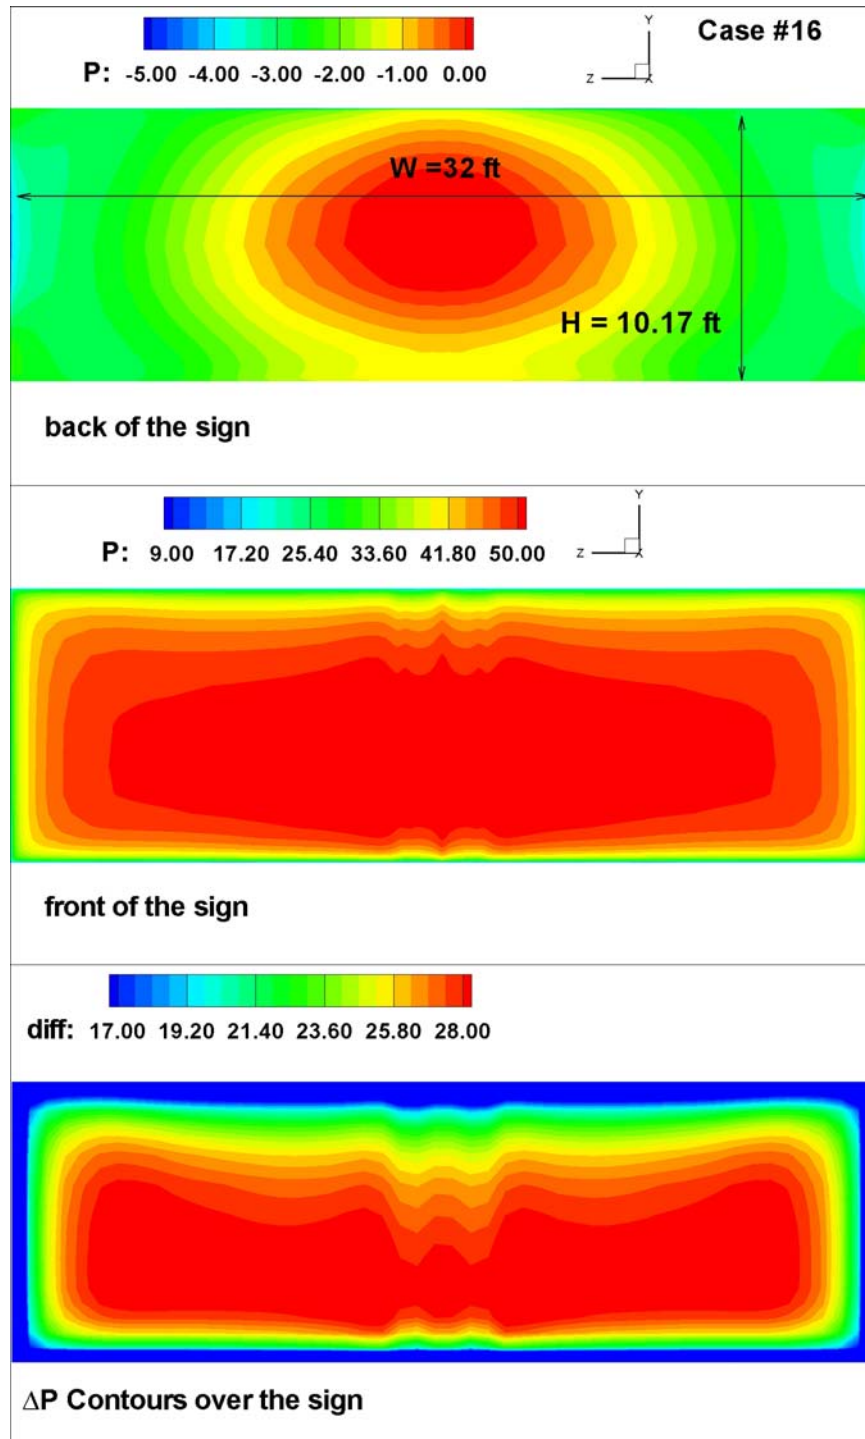 Case #16
P: -5.00 -4.00 -3.00 -2.00 -1.00 0.00
Y
Z X
W =32 ft
H = 10.17 ft
back of the sign
P: 9.00 17.20 25.40 33.60 41.80 50.00
Y
Z X
front of the sign
diff: 17.00 19.20 21.40 23.60 25.80 28.00
ΔP Contours over the sign